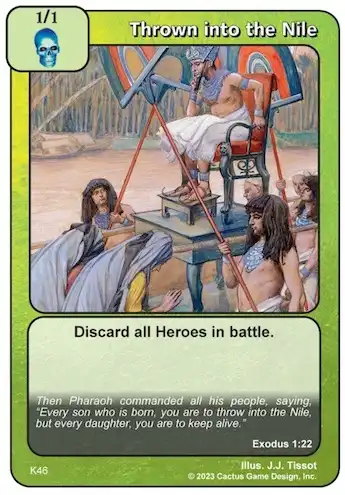 1/1
Thrown into the Nile
Discard all Heroes in battle.
Then Pharaoh commanded all his people, saying,
“Every son who is born, you are to throw into the Nile,
but every daughter, you are to keep alive.”
Exodus 1:22
Illus. J.J. Tissot
K46
© 2023 Cactus Game Design, Inc.